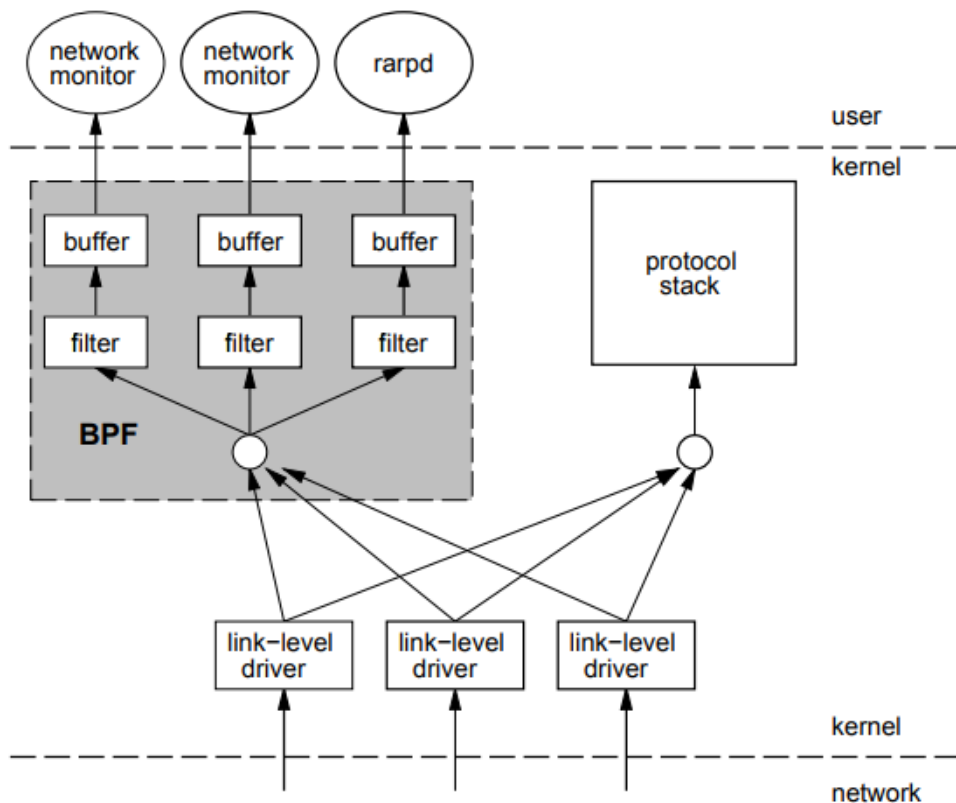 network
monitor
network
monitor
rarpd
user
kernel
buffer
buffer
buffer
protocol
stack
filter
filter
filter
BPF
link−level
driver
link−level
driver
link−level
driver
kernel
network